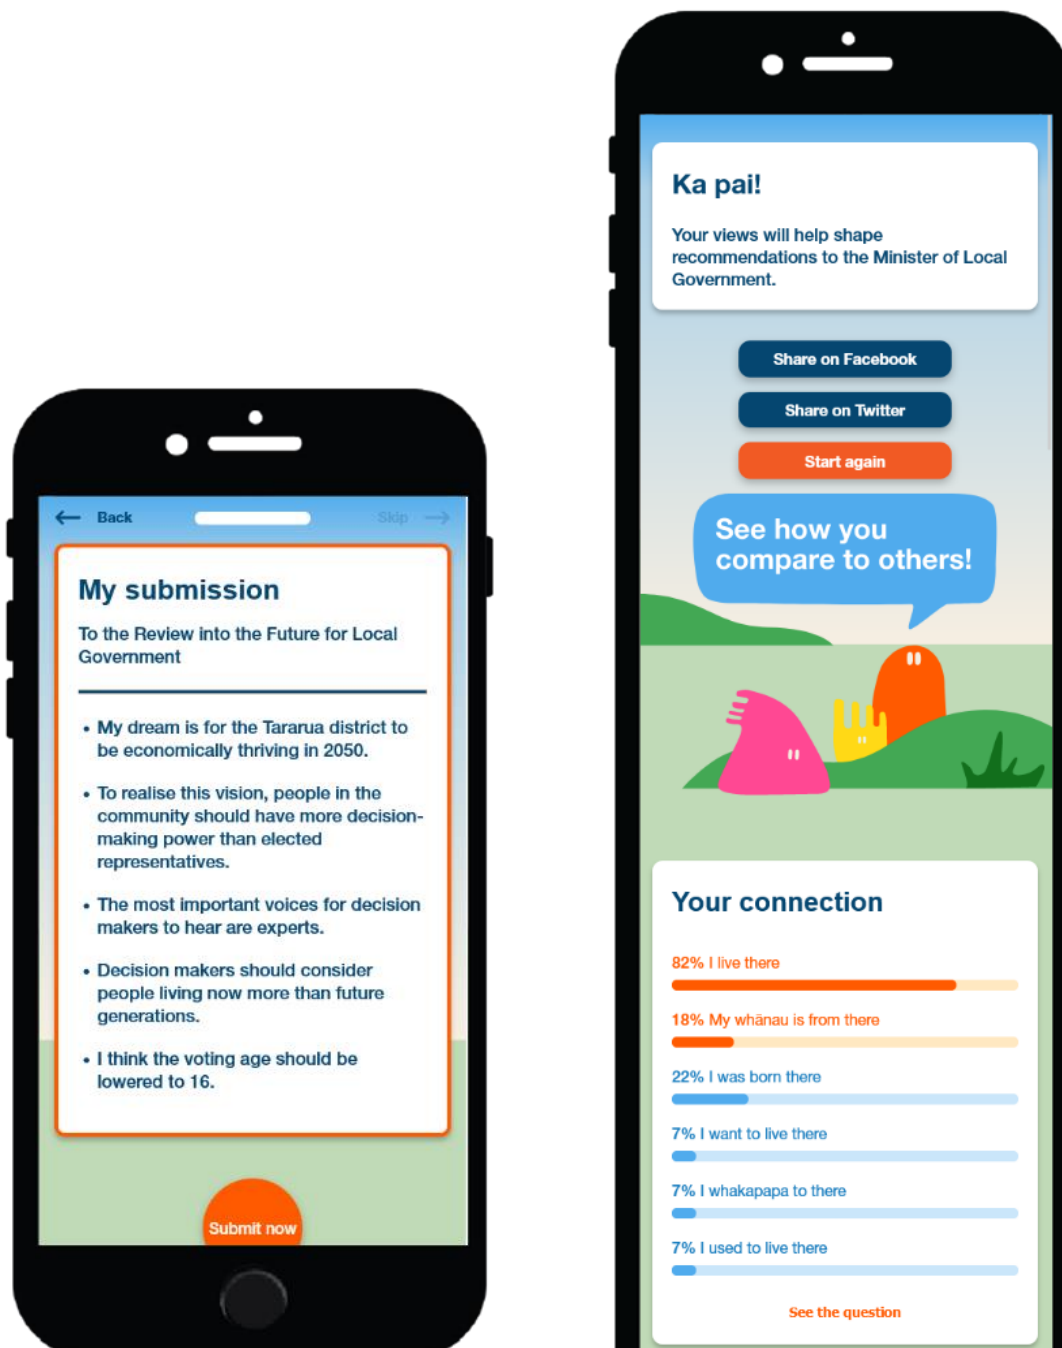 Back
Skip
My submission
To the Review into the Future for Local
Government
• My dream is for the Tararua district to
be economically thriving in 2050.
• To realise this vision, people in the
community should have more decision-
making power than elected
representatives.
• The most important voices for decision
makers to hear are experts.
• Decision makers should consider
people living now more than future
generations.
• I think the voting age should be
lowered to 16.
Submit now
Ka pai!
Your views will help shape
recommendations to the Minister of Local
Government.
Share on Facebook
Share on Twitter
Start again
See how you
compare to others!
Your connection
82% I live there
18% My whānau is from there
22% I was born there
7% I want to live there
7% I whakapapa to there
7% I used to live there
See the question